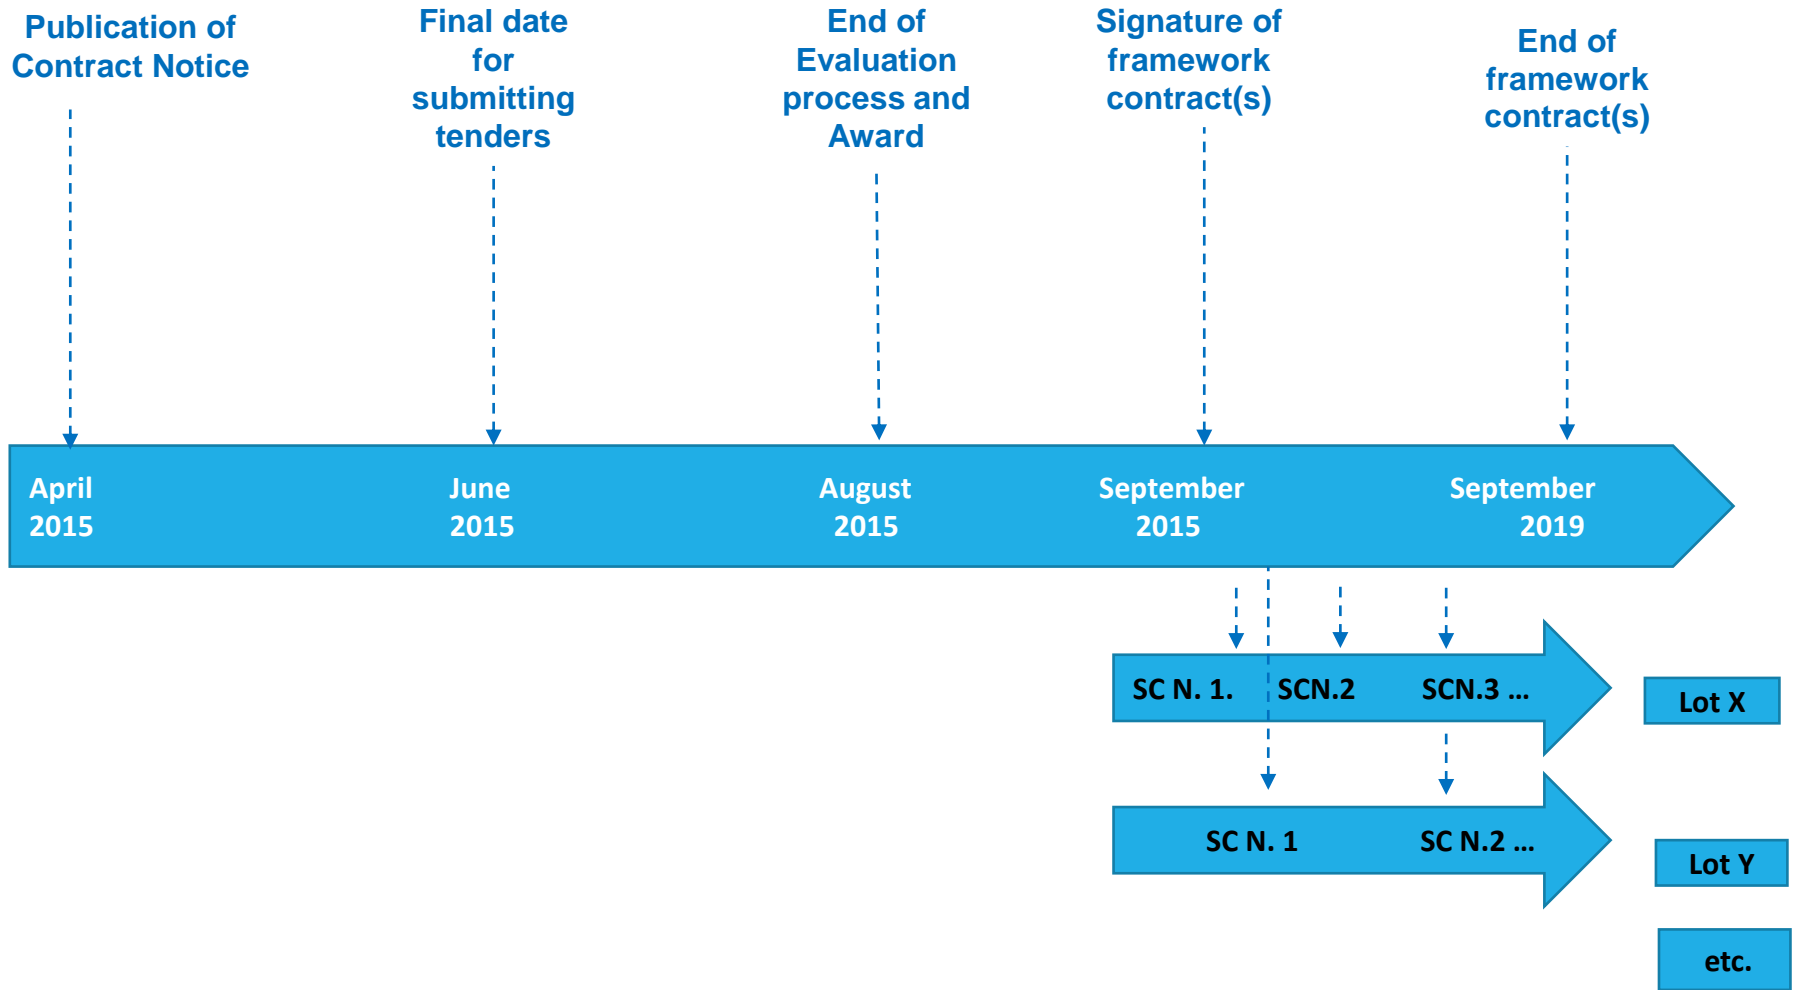 Publication of
Contract Notice
Final date
for
submitting
tenders
End of
Evaluation
process and
Award
Signature of
framework
contract(s)
End of
framework
contract(s)
April
2015
June
2015
August
2015
September
2015
September
2019
SC N. 1.
SCN.2
SCN.3 ...
Lot X
SC N. 1
SC N.2 ...
Lot Y
etc.